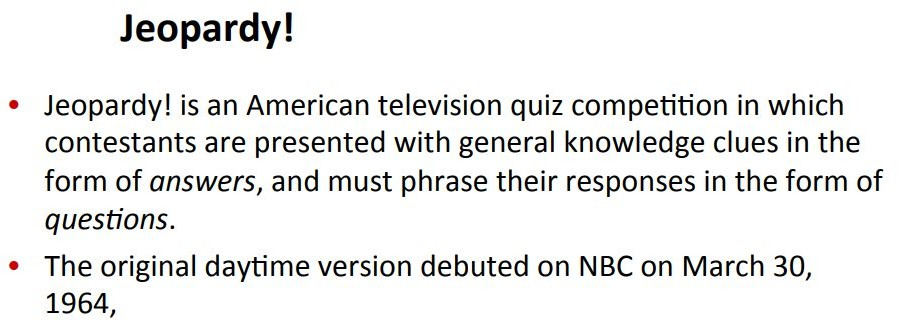 Jeopardy!
• Jeopardy! is an American television quiz competition in which
contestants are presented with general knowledge clues in the
form of answers, and must phrase their responses in the form of
questions.
• The original daytime version debuted on NBC on March 30,
1964,